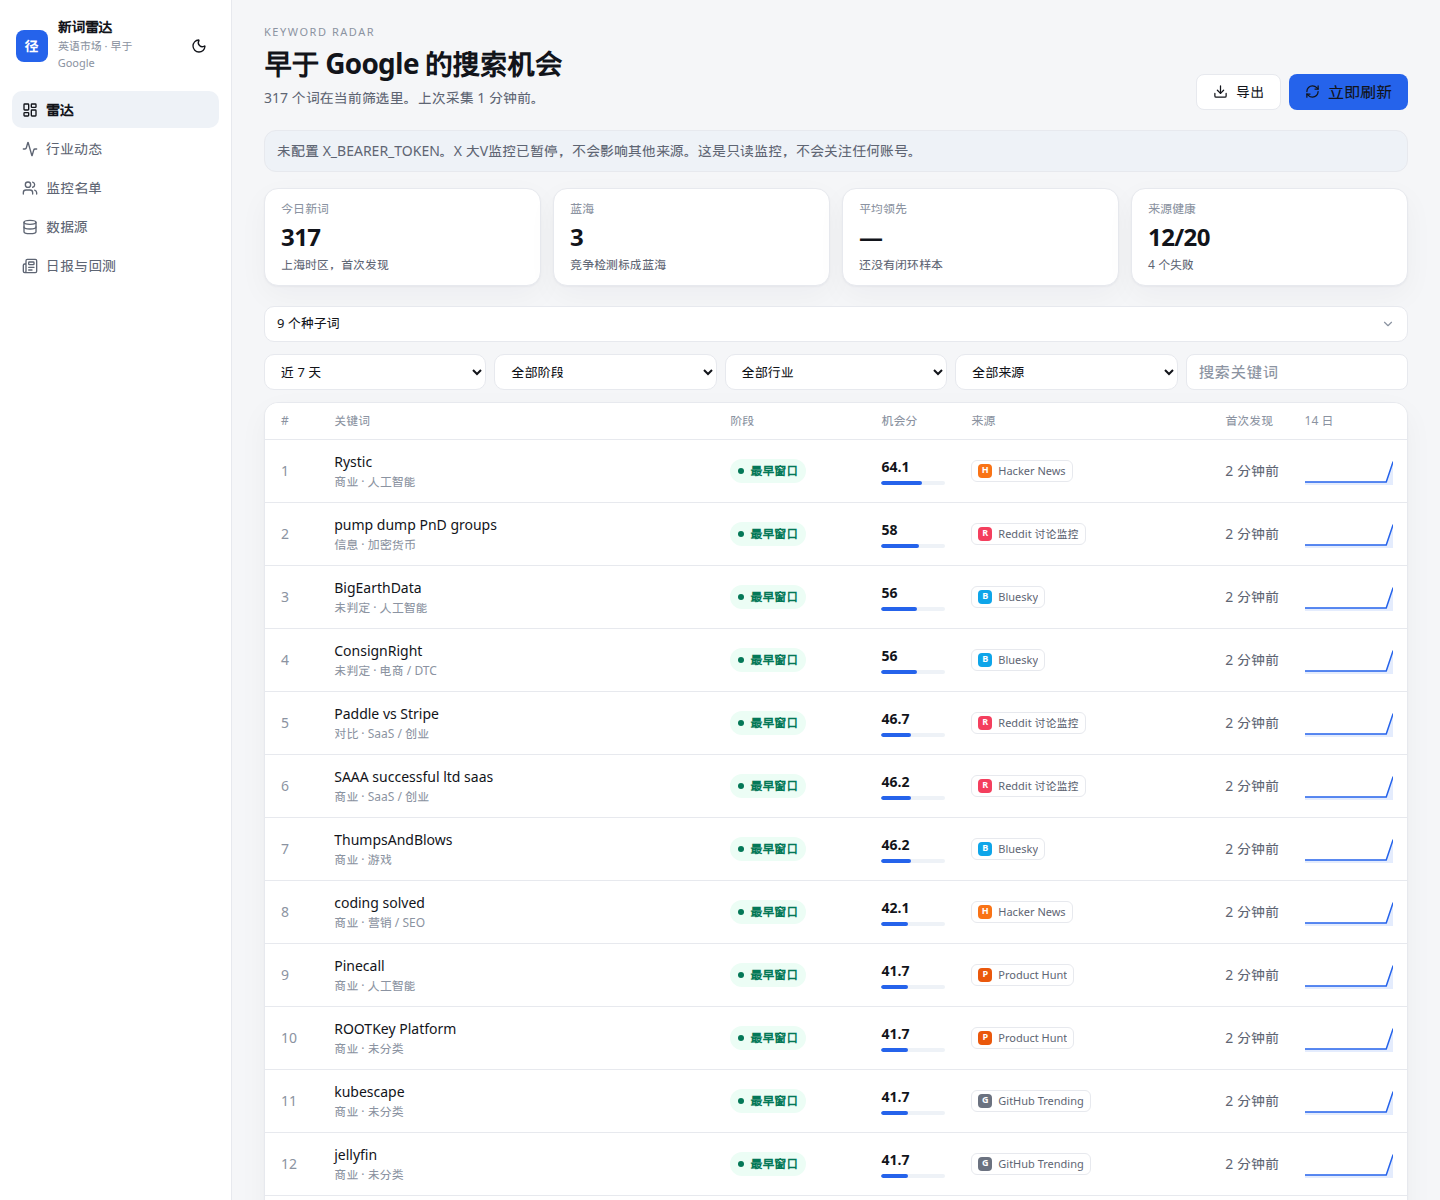 径
新词雷达
英语市场 · 早于
Google
雷达
行业动态
监控名单
数据源
日报与回测
KEYWORD RADAR
早于 Google 的搜索机会
317 个词在当前筛选里。上次采集 1 分钟前。
导出
立即刷新
未配置 X_BEARER_TOKEN。X 大V监控已暂停，不会影响其他来源。这是只读监控，不会关注任何账号。
今日新词
317
上海时区，首次发现
蓝海
3
竞争检测标成蓝海
平均领先
—
还没有闭环样本
来源健康
12/20
4 个失败
9 个种子词
近 7 天 全部阶段 全部行业 全部来源 搜索关键词
# 关键词 阶段 机会分 来源 首次发现 14 日
1 Rystic 最早窗口 64.1 H Hacker News 2 分钟前
商业 · 人工智能
2 pump dump PnD groups 最早窗口 58 R Reddit 讨论监控 2 分钟前
信息 · 加密货币
3 BigEarthData 最早窗口 56 B Bluesky 2 分钟前
未判定 · 人工智能
4 ConsignRight 最早窗口 56 B Bluesky 2 分钟前
未判定 · 电商 / DTC
5 Paddle vs Stripe 最早窗口 46.7 R Reddit 讨论监控 2 分钟前
对比 · SaaS / 创业
6 SAAA successful ltd saas 最早窗口 46.2 R Reddit 讨论监控 2 分钟前
商业 · SaaS / 创业
7 ThumpsAndBlows 最早窗口 46.2 B Bluesky 2 分钟前
商业 · 游戏
8 coding solved 最早窗口 42.1 H Hacker News 2 分钟前
商业 · 营销 / SEO
9 Pinecall 最早窗口 41.7 P Product Hunt 2 分钟前
商业 · 人工智能
10 ROOTKey Platform 最早窗口 41.7 P Product Hunt 2 分钟前
商业 · 未分类
11 kubescape 最早窗口 41.7 G GitHub Trending 2 分钟前
商业 · 未分类
12 jellyfin 最早窗口 41.7 G GitHub Trending 2 分钟前
商业 · 未分类